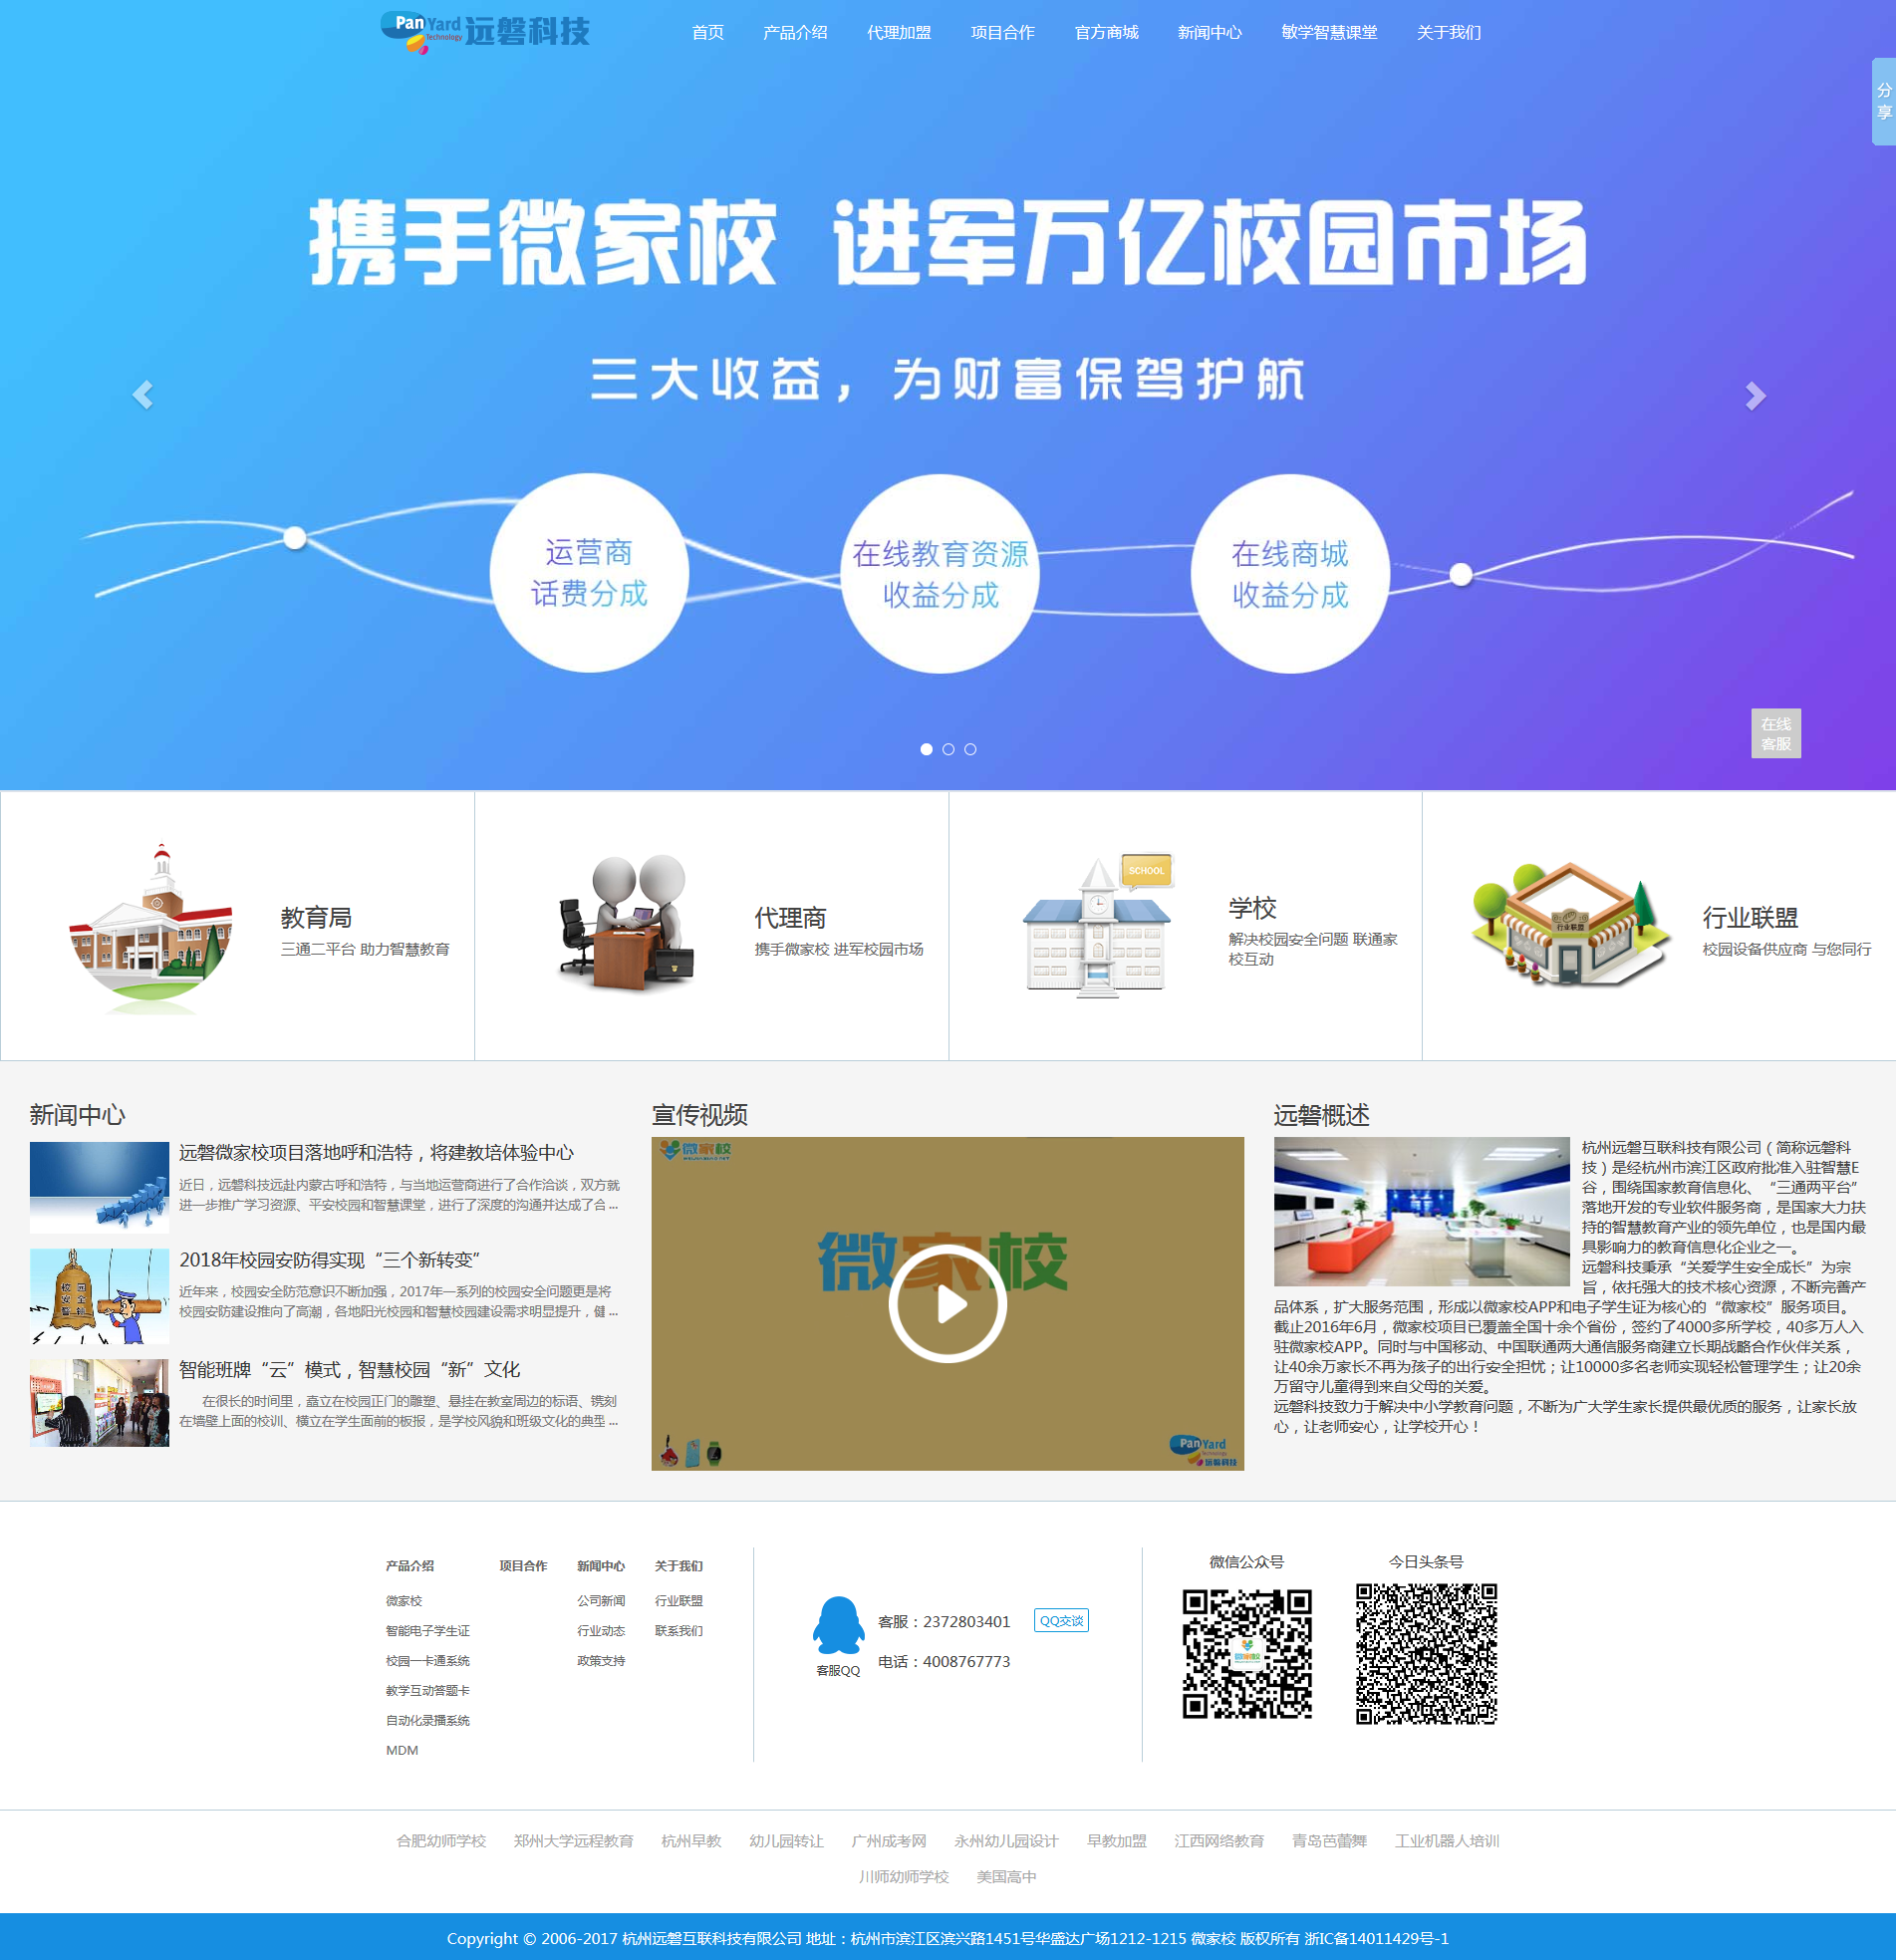 PanYard Technology 远磐科技
首页 产品介绍 代理加盟 项目合作 官方商城 新闻中心 敏学智慧课堂 关于我们
分享
携手微家校 进军万亿校园市场
三大收益，为财富保驾护航
运营商
话费分成
在线教育资源
收益分成
在线商城
收益分成
在线
客服
教育局
三通二平台 助力智慧教育
代理商
携手微家校 进军校园市场
SCHOOL
学校
解决校园安全问题 联通家
校互动
行业联盟
行业联盟
校园设备供应商 与您同行
新闻中心
远磐微家校项目落地呼和浩特，将建教培体验中心
近日，远磐科技远赴内蒙古呼和浩特，与当地运营商进行了合作洽谈，双方就
进一步推广学习资源、平安校园和智慧课堂，进行了深度的沟通并达成了合 ...
校园安全警钟
2018年校园安防得实现“三个新转变”
近年来，校园安全防范意识不断加强，2017年一系列的校园安全问题更是将
校园安防建设推向了高潮，各地阳光校园和智慧校园建设需求明显提升，健 ...
智能班牌“云”模式，智慧校园“新”文化
在很长的时间里，矗立在校园正门的雕塑、悬挂在教室周边的标语、镌刻
在墙壁上面的校训、横立在学生面前的板报，是学校风貌和班级文化的典型 ...
宣传视频
微家校
微家校
PanYard
远磐科技
远磐概述
杭州远磐互联科技有限公司（简称远磐科
技）是经杭州市滨江区政府批准入驻智慧E
谷，围绕国家教育信息化、“三通两平台”
落地开发的专业软件服务商，是国家大力扶
持的智慧教育产业的领先单位，也是国内最
具影响力的教育信息化企业之一。
远磐科技秉承“关爱学生安全成长”为宗
旨，依托强大的技术核心资源，不断完善产
品体系，扩大服务范围，形成以微家校APP和电子学生证为核心的“微家校”服务项目。
截止2016年6月，微家校项目已覆盖全国十余个省份，签约了4000多所学校，40多万人入
驻微家校APP。同时与中国移动、中国联通两大通信服务商建立长期战略合作伙伴关系，
让40余万家长不再为孩子的出行安全担忧；让10000多名老师实现轻松管理学生；让20余
万留守儿童得到来自父母的关爱。
远磐科技致力于解决中小学教育问题，不断为广大学生家长提供最优质的服务，让家长放
心，让老师安心，让学校开心！
产品介绍 项目合作 新闻中心 关于我们
微家校 公司新闻 行业联盟
智能电子学生证 行业动态 联系我们
校园一卡通系统 政策支持
教学互动答题卡
自动化录播系统
MDM
客服QQ
客服：2372803401 QQ交谈
电话：4008767773
微信公众号 今日头条号
合肥幼师学校 郑州大学远程教育 杭州早教 幼儿园转让 广州成考网 永州幼儿园设计 早教加盟 江西网络教育 青岛芭蕾舞 工业机器人培训
川师幼师学校 美国高中
Copyright © 2006-2017 杭州远磐互联科技有限公司 地址：杭州市滨江区滨兴路1451号华盛达广场1212-1215 微家校 版权所有 浙ICP备14011429号-1